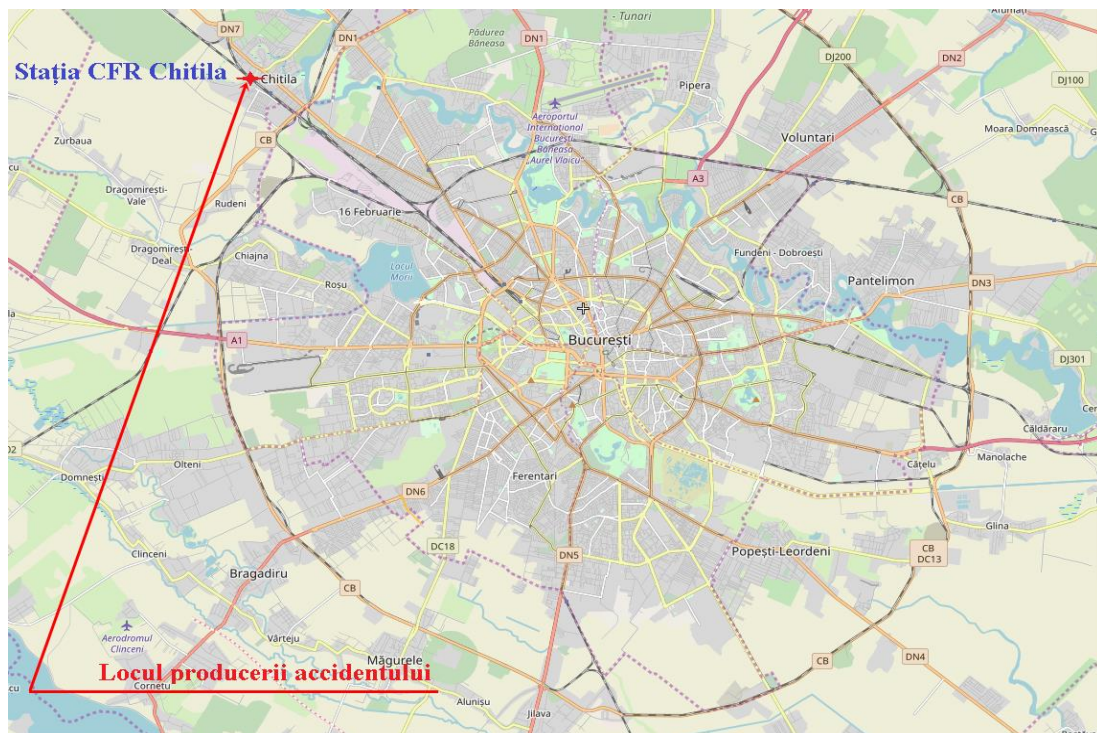 DN7
DN1
DN1
- Tunari
Afumați
Pădurea
Băneasa
DJ200
DN2
Stația CFR Chitila
Chitila
DJ100
Pipera
Aeroportul
Internațional
București
Băneasa
Aurel Vlaicu
Moara Domnească
Zurbaua
CB
Voluntari
A3
Dragomirești-
Vale
Rudeni
16 Februarie
CB
Dragomirești-
Deal
Chiajna
Fundeni - Dobroești
Roșu
Lacul
Morii
Pantelimon
DN3
A1
București
DJ301
Căldăraru
Olteni
Cățelu
Manolache
Domnești
Ferentari
DN6
Glina
Clinceni
DC18
DN5
Popești-Leordeni
CB
DC13
Bragadiru
CB
Aerodromul
Clinceni
Vârteju
Măgurele
CB
DN4
Locul producerii accidentului
Cornetu
Alunișu
Jilava